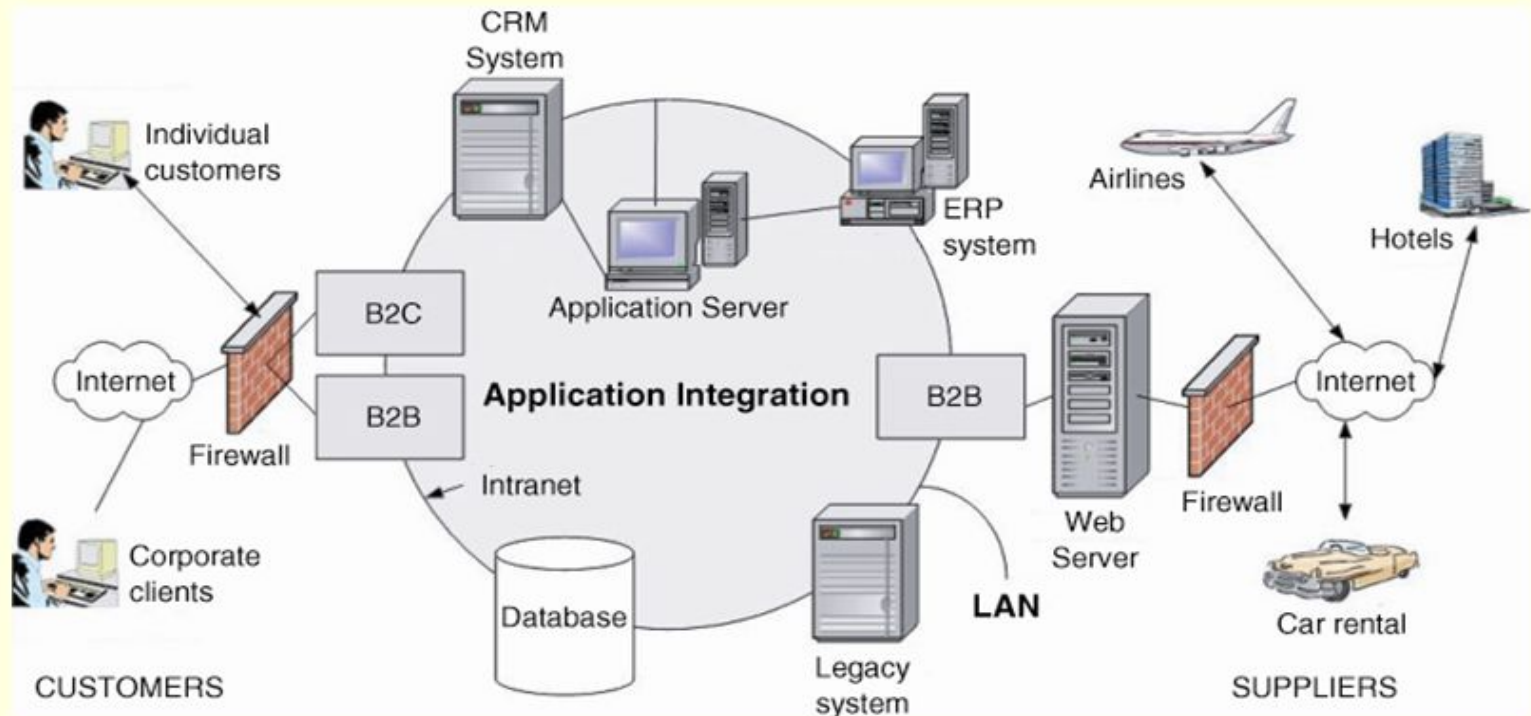 CRM
System
Individual
customers
Airlines
Hotels
ERP
system
Application Server
B2C
Internet
Firewall
B2B
Application Integration
B2B
Internet
Intranet
Web
Server
Firewall
Corporate
clients
Database
LAN
Car rental
Legacy
system
CUSTOMERS
SUPPLIERS